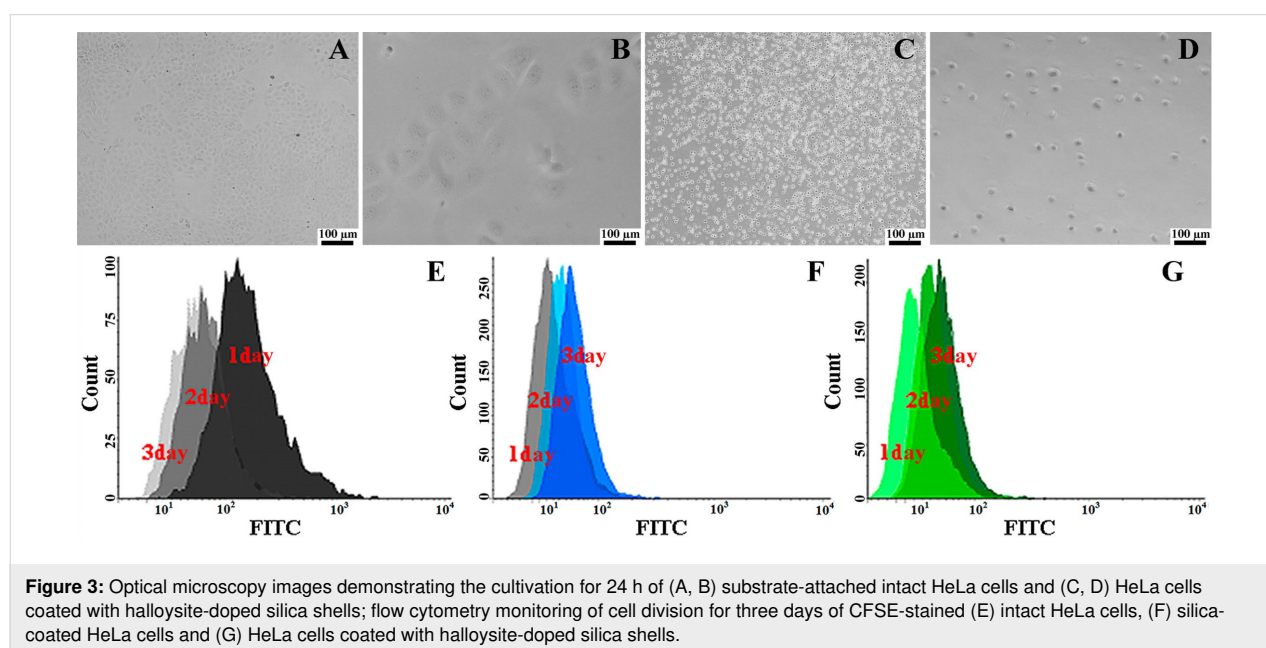 A
B
C
D
100 µm
100 µm
100 µm
100 µm
E
F
G
Count
100
75
50
25
0
1day
2day
3day
10¹ 10² 10³ 10⁴
FITC
Count
250
200
150
100
50
0
3day
2day
1day
10¹ 10² 10³ 10⁴
FITC
Count
200
150
100
50
0
3day
2day
1day
10¹ 10² 10³ 10⁴
FITC
Figure 3: Optical microscopy images demonstrating the cultivation for 24 h of (A, B) substrate-attached intact HeLa cells and (C, D) HeLa cells
coated with halloysite-doped silica shells; flow cytometry monitoring of cell division for three days of CFSE-stained (E) intact HeLa cells, (F) silica-
coated HeLa cells and (G) HeLa cells coated with halloysite-doped silica shells.